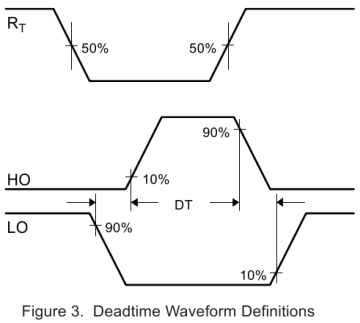 R_T
50% 50%
90%
HO
10%
DT
LO
90%
10%
Figure 3. Deadtime Waveform Definitions